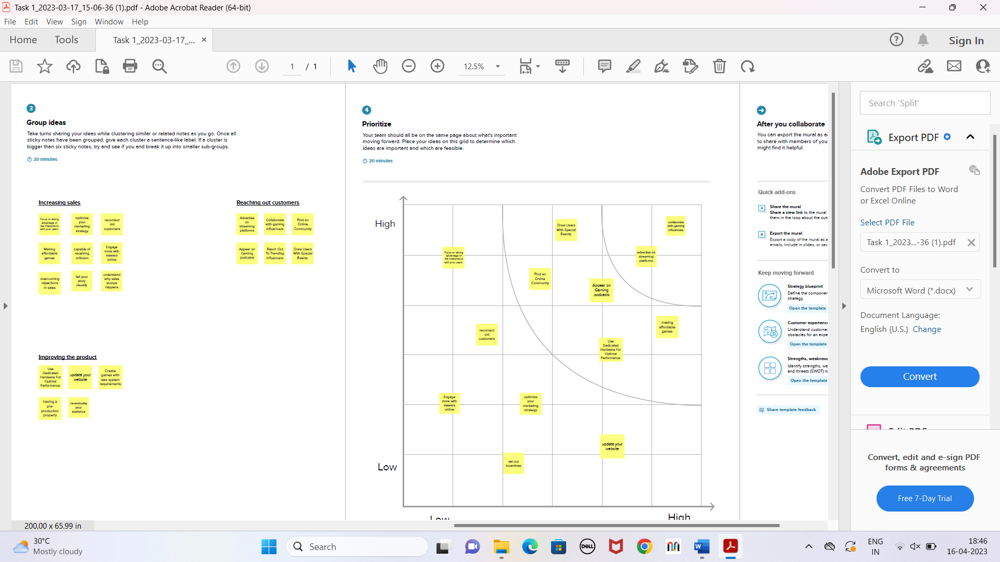 Task 1_2023-03-17_15-06-36 (1).pdf - Adobe Acrobat Reader (64-bit)
File Edit View Sign Window Help
Home Tools Task 1_2023-03-17_... Sign In
1 / 1 12.5%
3
Group ideas
Take turns sharing your ideas while clustering similar or related notes as you go. Once all
sticky notes have been grouped, give each cluster a sentence-like label. If a cluster is
bigger than six sticky notes, try and see if you and break it up into smaller sub-groups.
20 minutes
Increasing sales
Focus on taking
advantage of
the interactions
with your users
optimize
your
marketing
strategy
recontact
old
customers
Making
affordable
games
capable of
receiving
criticism
Engage
more with
viewers
online
overcoming
objections
in sales
tell your
story
visually
understand
why sales
slumps
happens
Reaching out customers
Advertise
on
streaming
platforms
Collaborate
with gaming
influencers
Find an
Online
Community
Appear on
Gaming
podcasts
Reach Out
To Trending
Influencers
Draw Users
With Special
Events.
Improving the product
Use
Dedicated
Hardware For
Optimal
Performance.
update your
website
Create
games with
less system
requirements
having a
pre-
production
properly
re-evaluate
your
audience
4
Prioritize
Your team should all be on the same page about what's important
moving forward. Place your ideas on this grid to determine which
ideas are important and which are feasible.
20 minutes
High
Draw Users
With Special
Events.
collaborate
with gaming
influencers
Focus on taking
advantage of
the interactions
with your users
advertise on
streaming
platforms
Find an
Online
Community
Appear on
Gaming
podcasts
recontact
old
customers
making
affordable
games
Use
Dedicated
Hardware For
Optimal
Performance.
Engage
more with
viewers
online
optimize
your
marketing
strategy
update your
website
set out
incentives
Low
Low
High
After you collaborate
You can export the mural as
to share with members of you
might find it helpful.
Quick add-ons
A
Share the mural
Share a view link to the mural
them in the loop about the
B
Export the mural
Export a copy of the mural as
emails, include in slides, or
Keep moving forward
Strategy blueprint
Define the
strategy.
Open the template
Customer
Understand
obstacles for an
Open the template
Strengths,
Identify strengths,
and threats (SWOT)
Open the template
Share template feedback
200.00 x 65.99 in
Search 'Split'
Export PDF
Adobe Export PDF
Convert PDF Files to Word
or Excel Online
Select PDF File
Task 1_2023...-36 (1).pdf
Convert to
Microsoft Word (*.docx)
Document Language:
English (U.S.) Change
Convert
Edit PDF
Convert, edit and e-sign PDF
forms & agreements
Free 7-Day Trial
30°C
Mostly cloudy
Search
DELL
ENG
IN
18:46
16-04-2023